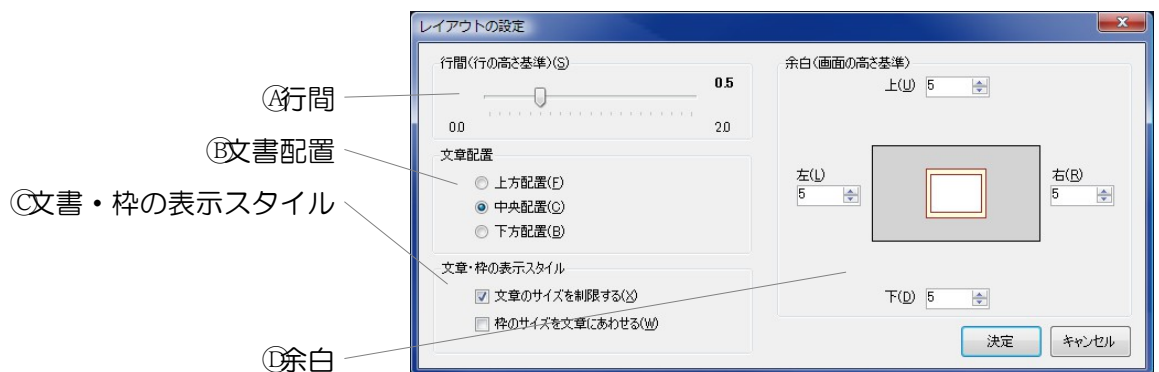 レイアウトの設定
Ⓐ行間
Ⓑ文書配置
Ⓒ文書・枠の表示スタイル
Ⓓ余白
行間(行の高さ基準)(S)
0.5
0.0
2.0
文章配置
上方配置(F)
中央配置(C)
下方配置(B)
文章・枠の表示スタイル
文章のサイズを制限する(X)
枠のサイズを文章にあわせる(W)
余白(画面の高さ基準)
上(U) 5
左(L)
5
右(R)
5
下(D) 5
決定
キャンセル